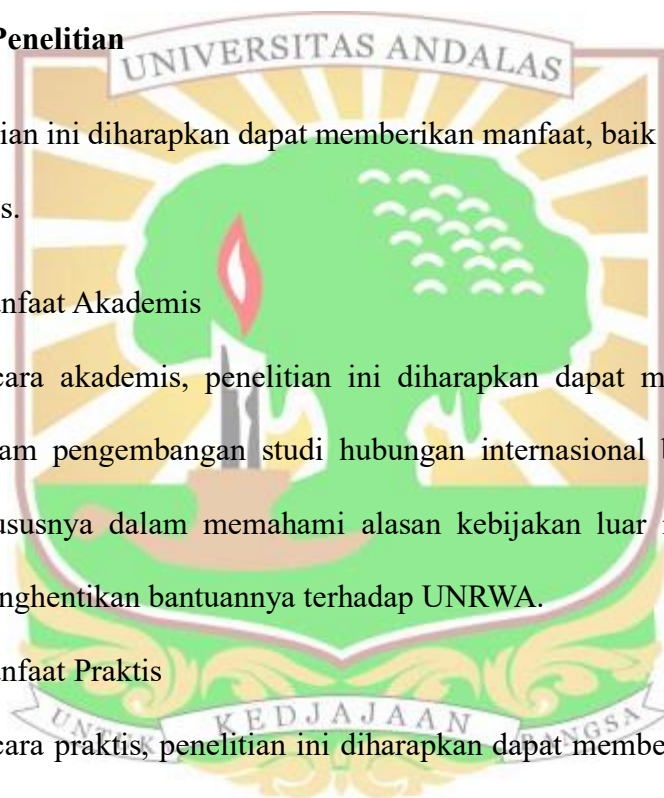 Penelitian
UNIVERSITAS ANDALAS
ian ini diharapkan dapat memberikan manfaat, baik
s.
nfaat Akademis
cara akademis, penelitian ini diharapkan dapat m
am pengembangan studi hubungan internasional b
ususnya dalam memahami alasan kebijakan luar
nghentikan bantuannya terhadap UNRWA.
nfaat Praktis
UNTUK KEDJAJAAN BANGSA
cara praktis, penelitian ini diharapkan dapat membe